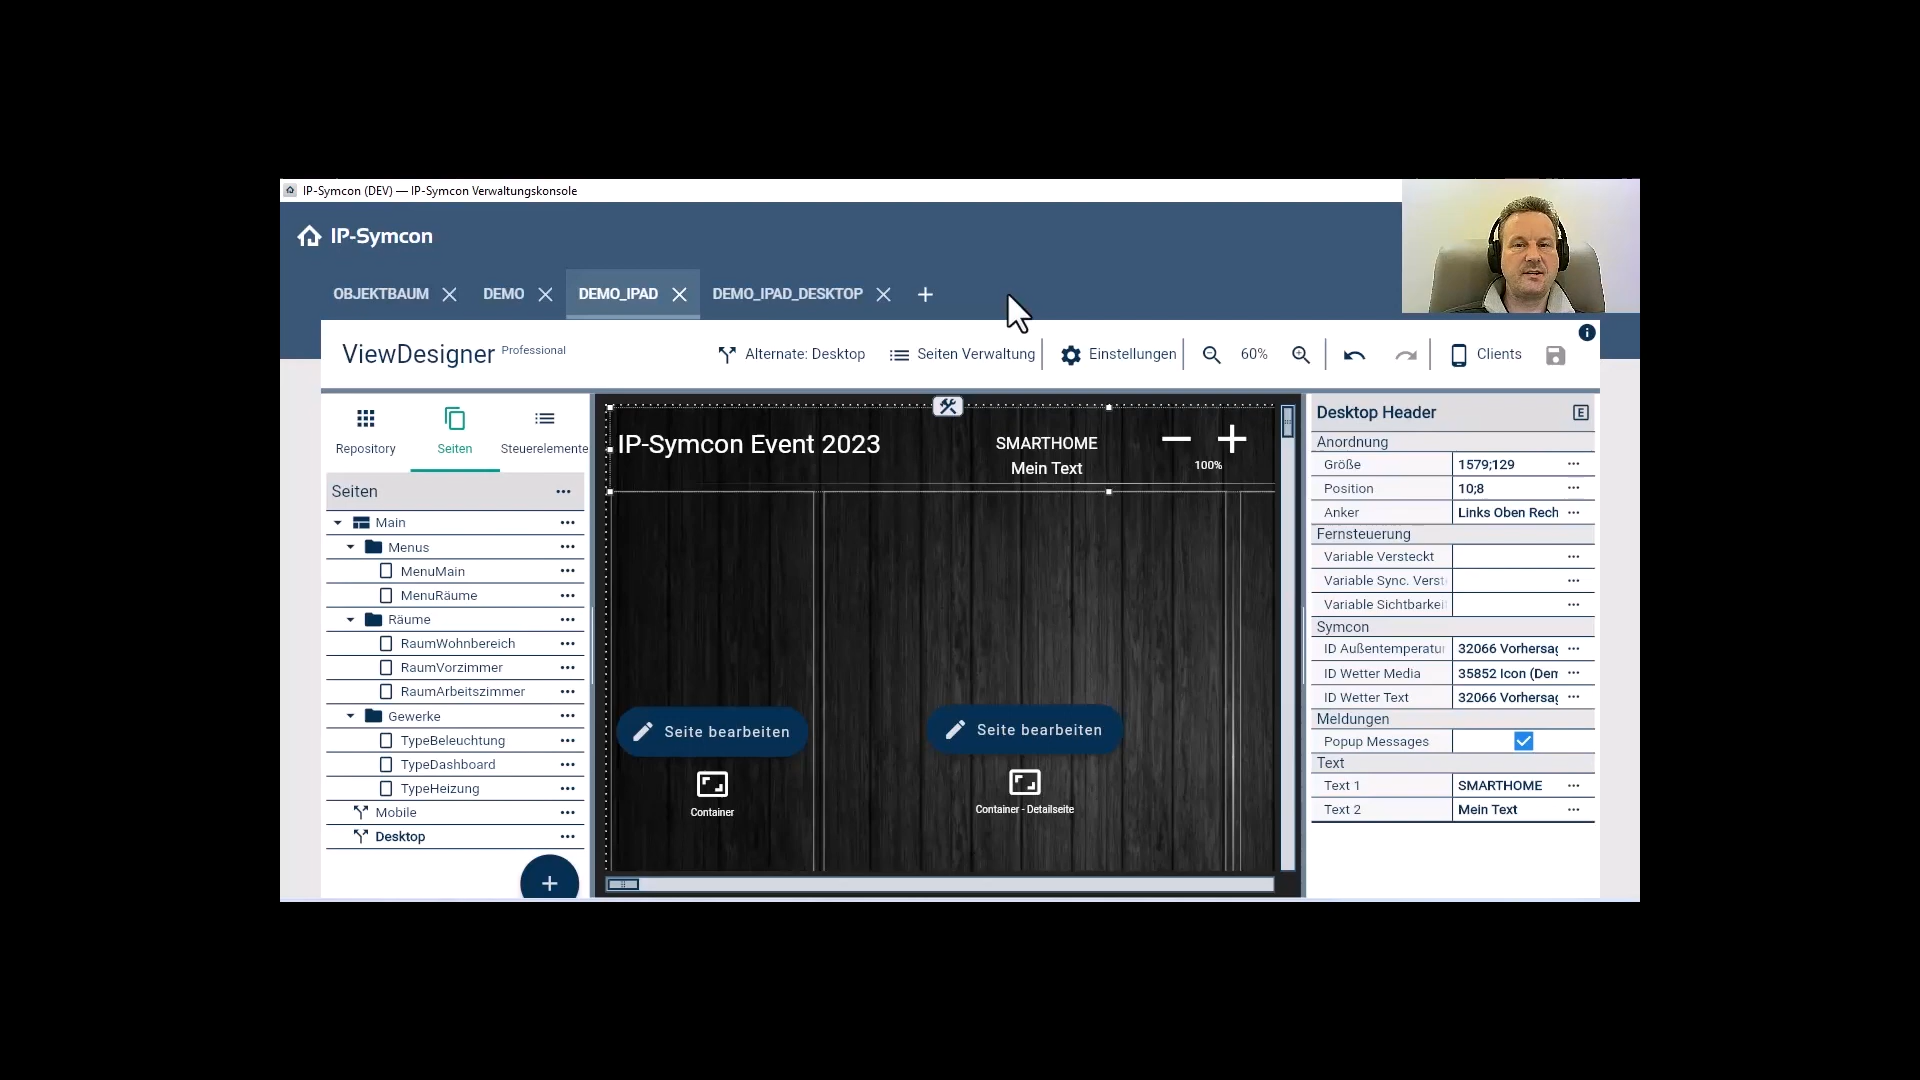 IP-Symcon (DEV) — IP-Symcon Verwaltungskonsole
IP-Symcon
OBJEKTBAUM DEMO DEMO_IPAD DEMO_IPAD_DESKTOP
ViewDesigner Professional
Alternate: Desktop Seiten Verwaltung Einstellungen 60% Clients
Repository Seiten Steuerelemente
Seiten
Main
Menus
MenuMain
MenuRäume
Räume
RaumWohnbereich
RaumVorzimmer
RaumArbeitszimmer
Gewerke
TypeBeleuchtung
TypeDashboard
TypeHeizung
Mobile
Desktop
IP-Symcon Event 2023
SMARTHOME
Mein Text
100%
Seite bearbeiten
Container
Seite bearbeiten
Container - Detailseite
Desktop Header E
Anordnung
Größe 1579;129
Position 10;8
Anker Links Oben Rech
Fernsteuerung
Variable Versteckt
Variable Sync. Verst
Variable Sichtbarkei
Symcon
ID Außentemperatur 32066 Vorhersag
ID Wetter Media 35852 Icon (Dem
ID Wetter Text 32066 Vorhersag
Meldungen
Popup Messages
Text
Text 1 SMARTHOME
Text 2 Mein Text